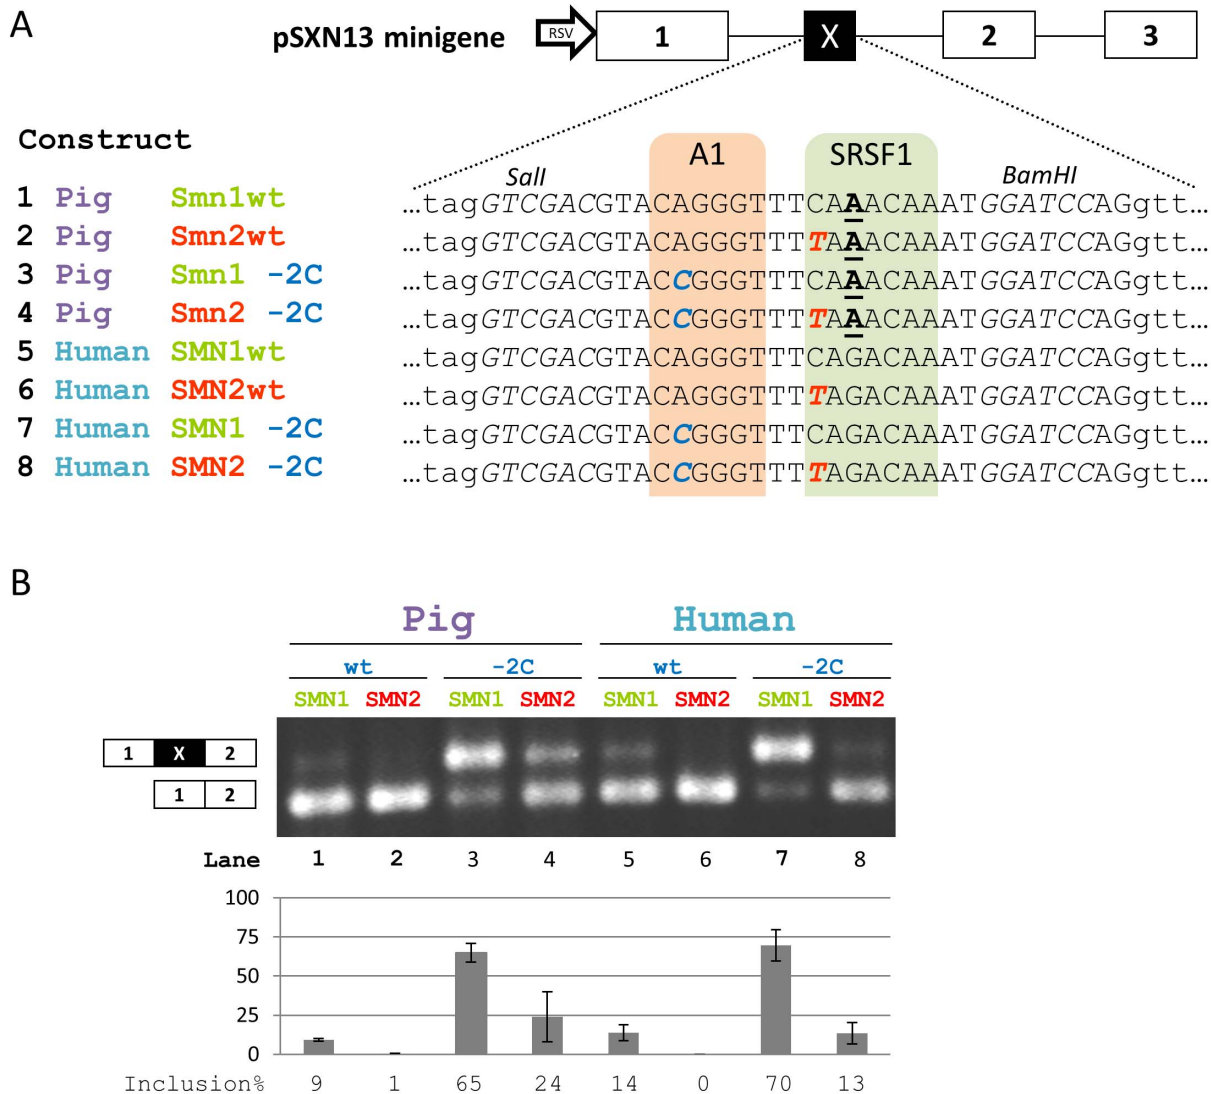 A
pSXN13 minigene RSV 1 X 2 3
Construct
A1 SRSF1
SalI BamHI
1 Pig Smn1wt ...tagGTCGACGTACAGGGTTTCAAACAAATGGATCCAGgtt...
2 Pig Smn2wt ...tagGTCGACGTACAGGGTTTTAAACAAATGGATCCAGgtt...
3 Pig Smn1 -2C ...tagGTCGACGTACCGGGTTTCAAACAAATGGATCCAGgtt...
4 Pig Smn2 -2C ...tagGTCGACGTACCGGGTTTTAAACAAATGGATCCAGgtt...
5 Human SMN1wt ...tagGTCGACGTACAGGGTTTCAGACAAATGGATCCAGgtt...
6 Human SMN2wt ...tagGTCGACGTACAGGGTTTTAGACAAATGGATCCAGgtt...
7 Human SMN1 -2C ...tagGTCGACGTACCGGGTTTCAGACAAATGGATCCAGgtt...
8 Human SMN2 -2C ...tagGTCGACGTACCGGGTTTTAGACAAATGGATCCAGgtt...
B
Pig Human
wt -2C wt -2C
SMN1 SMN2 SMN1 SMN2 SMN1 SMN2 SMN1 SMN2
1 X 2
1 2
Lane 1 2 3 4 5 6 7 8
100
75
50
25
0
Inclusion% 9 1 65 24 14 0 70 13